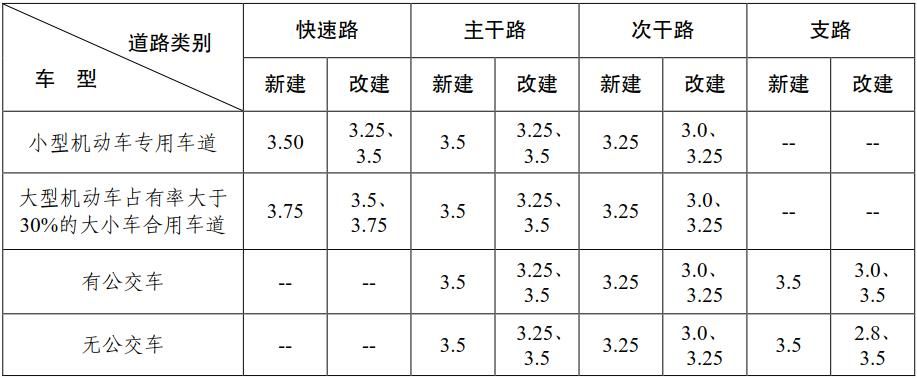 道路类别
车 型
快速路 主干路 次干路 支路
新建 改建 新建 改建 新建 改建 新建 改建
小型机动车专用车道 3.50 3.25、3.5 3.5 3.25、3.5 3.25 3.0、3.25 -- --
大型机动车占有率大于30%的大小车合用车道 3.75 3.5、3.75 3.5 3.25、3.5 3.25 3.0、3.25 -- --
有公交车 -- -- 3.5 3.25、3.5 3.25 3.0、3.25 3.5 3.0、3.5
无公交车 -- -- 3.5 3.25、3.5 3.25 3.0、3.25 3.5 2.8、3.5